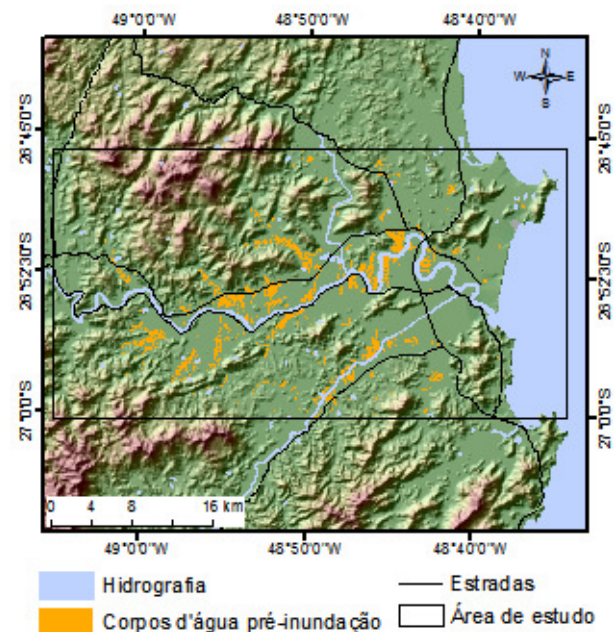 49°0'0"W 48°50'0"W 48°40'0"W
N
W E
S
26°45'0"S 26°45'0"S
26°52'30"S 26°52'30"S
27°0'0"S 27°0'0"S
0 4 8 16 km
49°0'0"W 48°50'0"W 48°40'0"W
Hidrografia Estradas
Corpos d'água pré-inundação Área de estudo